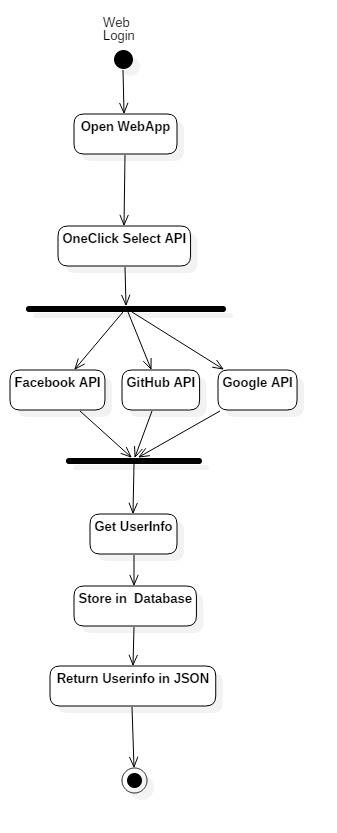 Web
Login
Open WebApp
OneClick Select API
Facebook API
GitHub API
Google API
Get UserInfo
Store in  Database
Return Userinfo in JSON